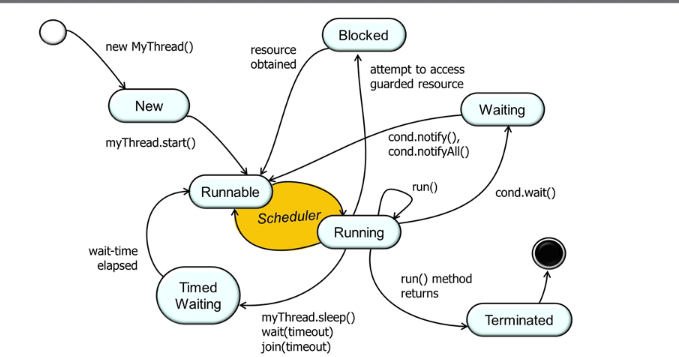 new MyThread()
New
myThread.start()
resource
obtained
Blocked
attempt to access
guarded resource
Waiting
cond.notify(),
cond.notifyAll()
cond.wait()
Runnable
Scheduler
run()
Running
wait-time
elapsed
Timed
Waiting
myThread.sleep()
wait(timeout)
join(timeout)
run() method
returns
Terminated